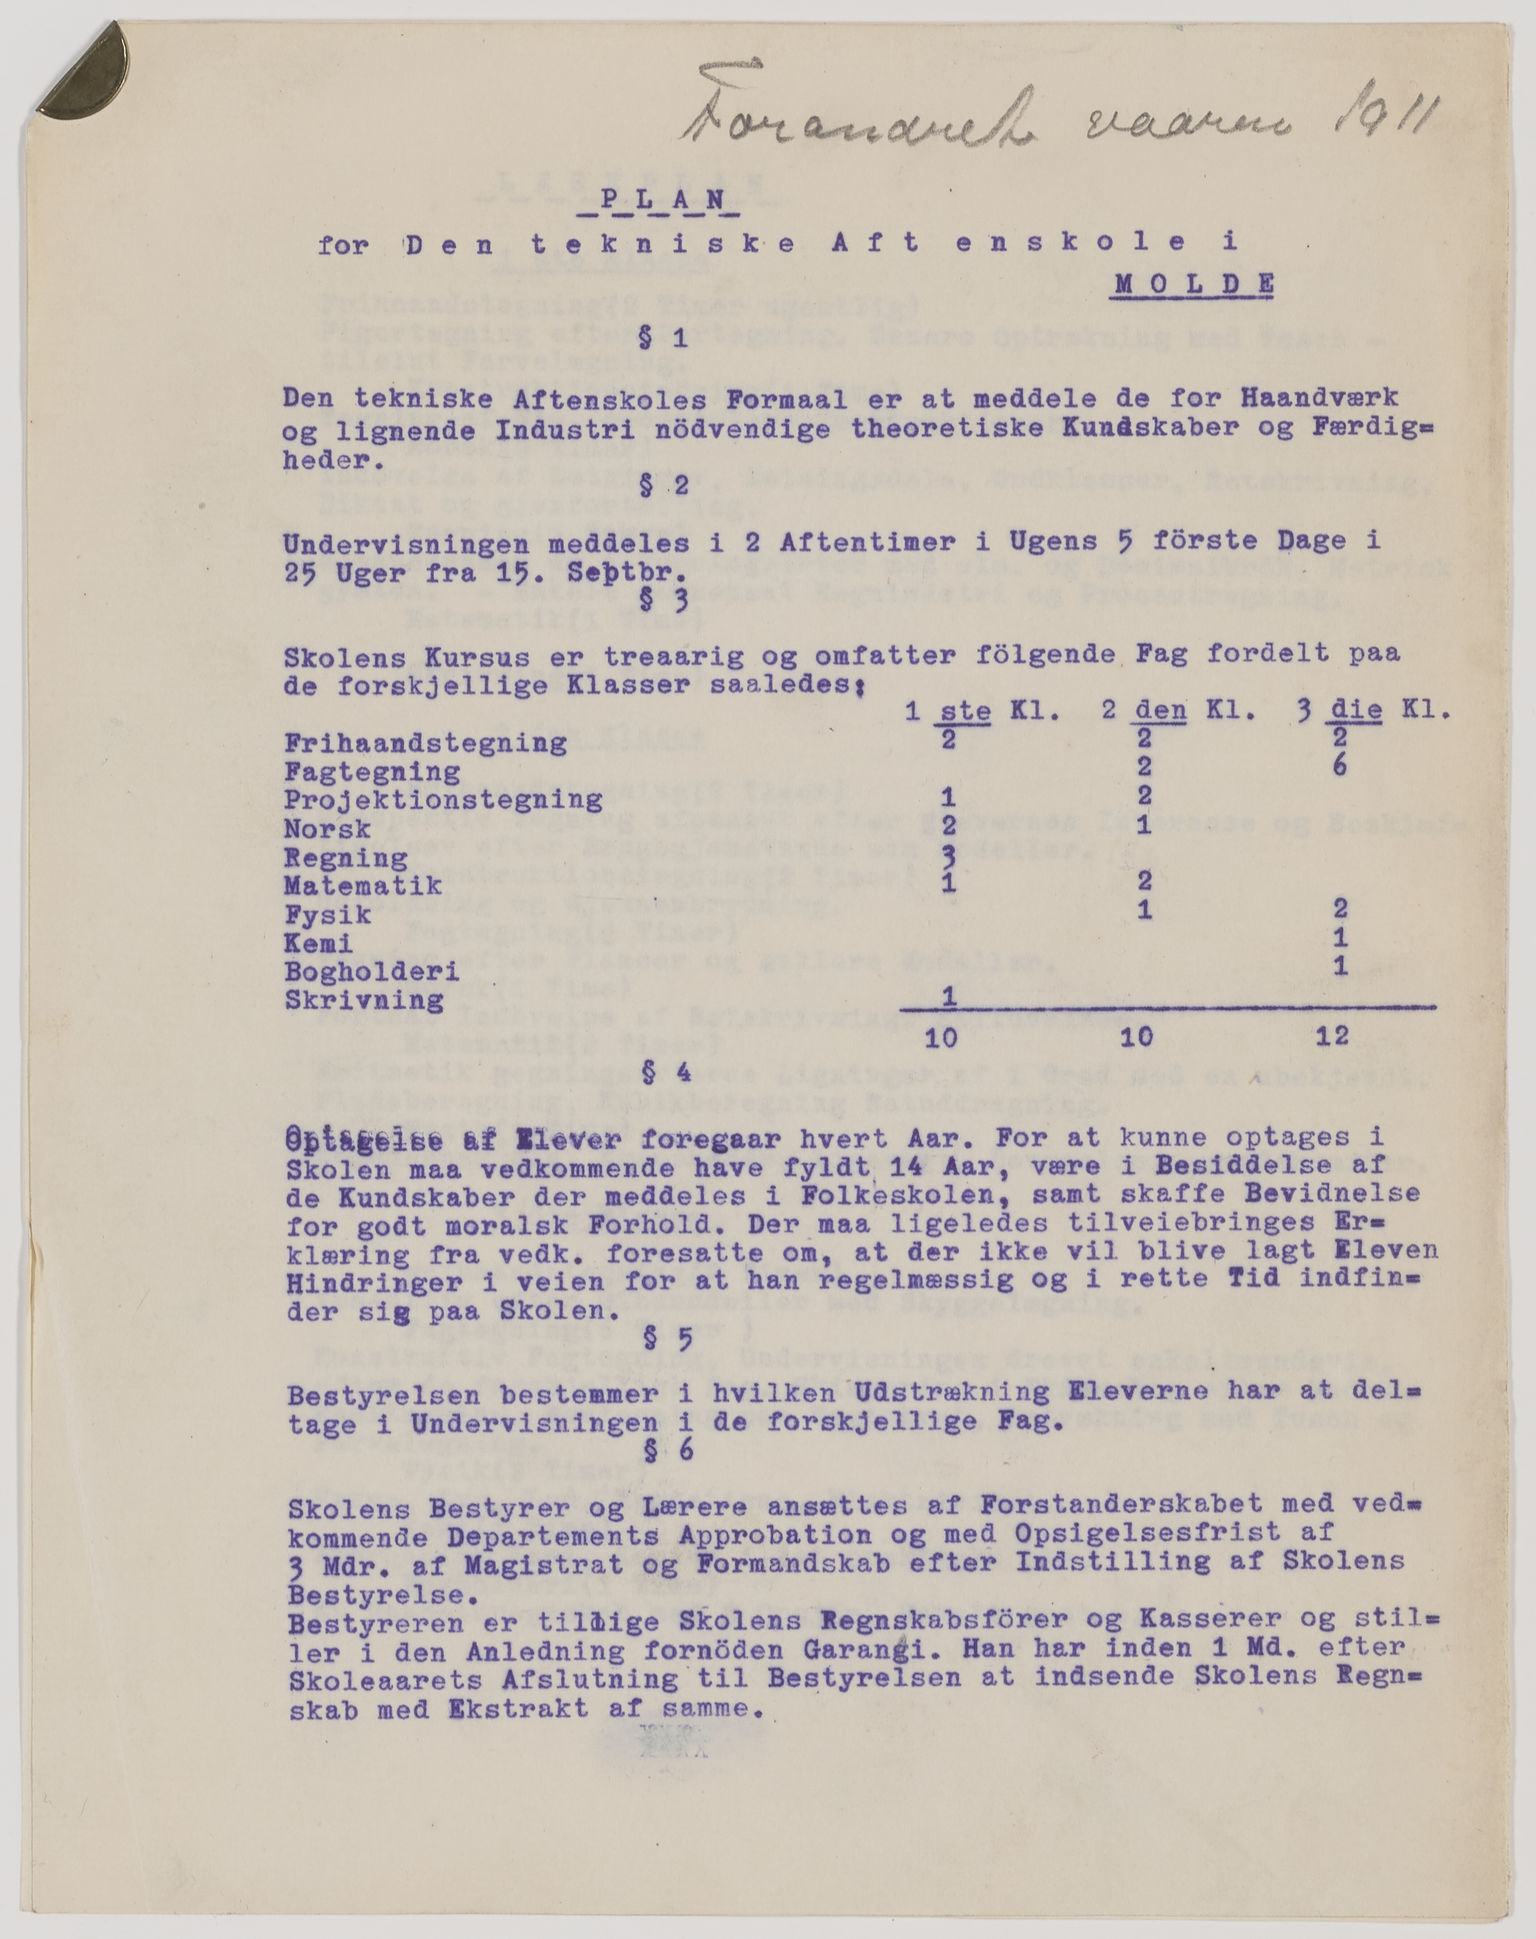 Forandret vaaren 1911
PLAN
for Den tekniske Aftenskole i
MOLDE
§ 1
Den tekniske Aftenskoles Formaal er at meddele de for Haandværk
og lignende Industri nödvendige theoretiske Kundskaber og Færdig=
heder.
§ 2
Undervisningen meddeles i 2 Aftentimer i Ugens 5 förste Dage i
25 Uger fra 15. Septbr.
§ 3
Skolens Kursus er treaarig og omfatter fölgende Fag fordelt paa
de forskjellige Klasser saaledes:
1 ste Kl. 2 den Kl. 3 die Kl.
Frihaandstegning 2 2 2
Fagtegning 2 6
Projektionstegning 1 2
Norsk 2 1
Regning 3
Matematik 1 2
Fysik 1 2
Kemi 1
Bogholderi 1
Skrivning 1
10 10 12
§ 4
Optagelse af Elever foregaar hvert Aar. For at kunne optages i
Skolen maa vedkommende have fyldt 14 Aar, være i Besiddelse af
de Kundskaber der meddeles i Folkeskolen, samt skaffe Bevidnelse
for godt moralsk Forhold. Der maa ligeledes tilveiebringes Er=
klæring fra vedk. foresatte om, at der ikke vil blive lagt Eleven
Hindringer i veien for at han regelmæssig og i rette Tid indfin=
der sig paa Skolen.
§ 5
Bestyrelsen bestemmer i hvilken Udstrækning Eleverne har at del=
tage i Undervisningen i de forskjellige Fag.
§ 6
Skolens Bestyrer og Lærere ansættes af Forstanderskabet med ved=
kommende Departements Approbation og med Opsigelsesfrist af
3 Mdr. af Magistrat og Formandskab efter Indstilling af Skolens
Bestyrelse.
Bestyreren er tillige Skolens Regnskabsförer og Kasserer og stil=
ler i den Anledning fornöden Garangi. Han har inden 1 Md. efter
Skoleaarets Afslutning til Bestyrelsen at indsende Skolens Regn=
skab med Ekstrakt af samme.